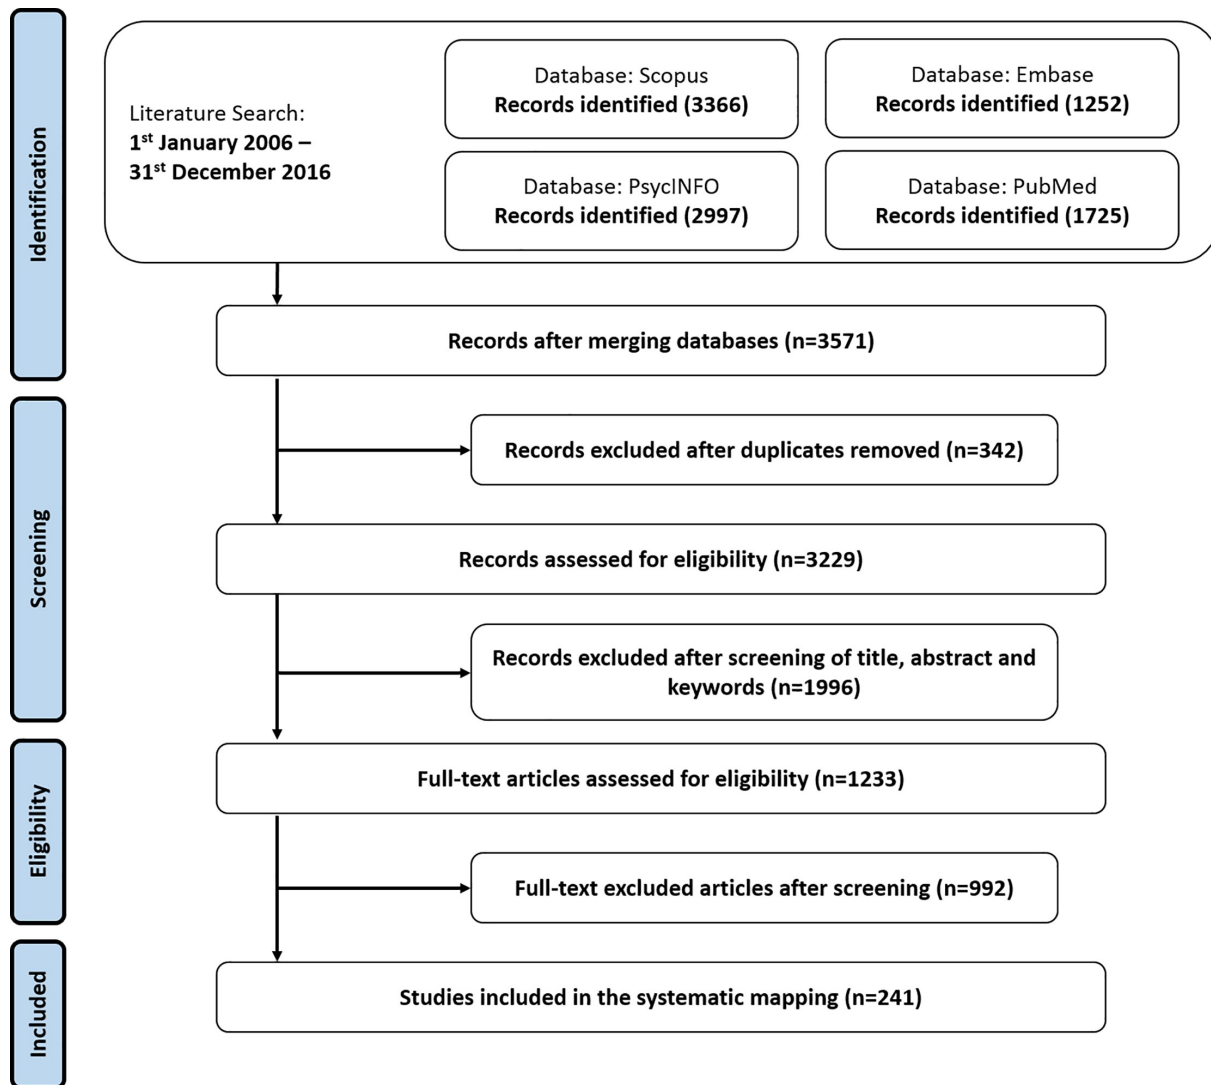 Identification
Literature Search:
1st January 2006 –
31st December 2016
Database: Scopus
Records identified (3366)
Database: Embase
Records identified (1252)
Database: PsycINFO
Records identified (2997)
Database: PubMed
Records identified (1725)
Records after merging databases (n=3571)
Screening
Records excluded after duplicates removed (n=342)
Records assessed for eligibility (n=3229)
Records excluded after screening of title, abstract and
keywords (n=1996)
Eligibility
Full-text articles assessed for eligibility (n=1233)
Full-text excluded articles after screening (n=992)
Included
Studies included in the systematic mapping (n=241)